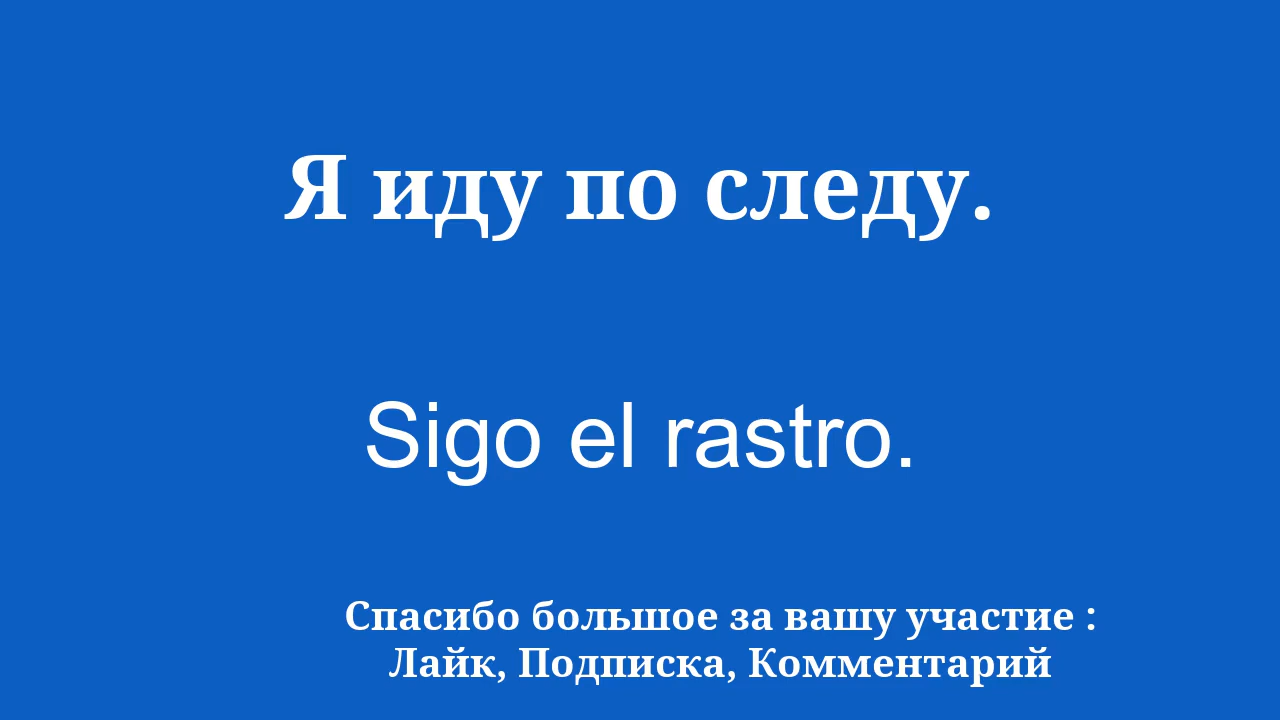 Я иду по следу.
Sigo el rastro.
Спасибо большое за вашу участие :
Лайк, Подписка, Комментарий